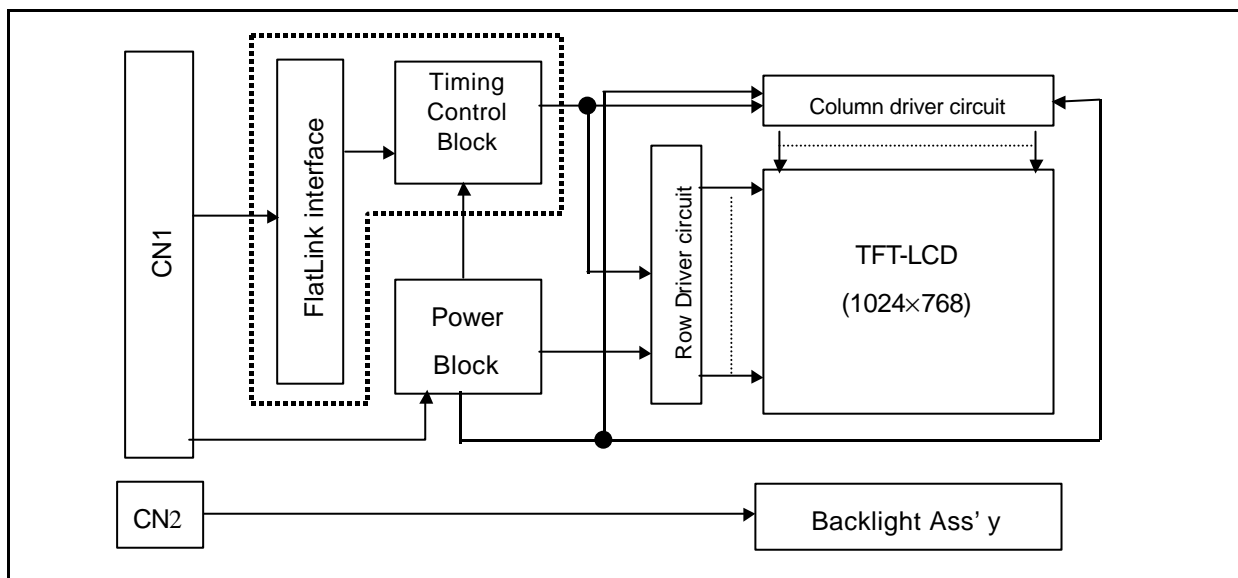 CN1
FlatLink interface
Timing
Control
Block
Power
Block
Row Driver circuit
Column driver circuit
TFT-LCD
(1024×768)
CN2
Backlight Ass' y